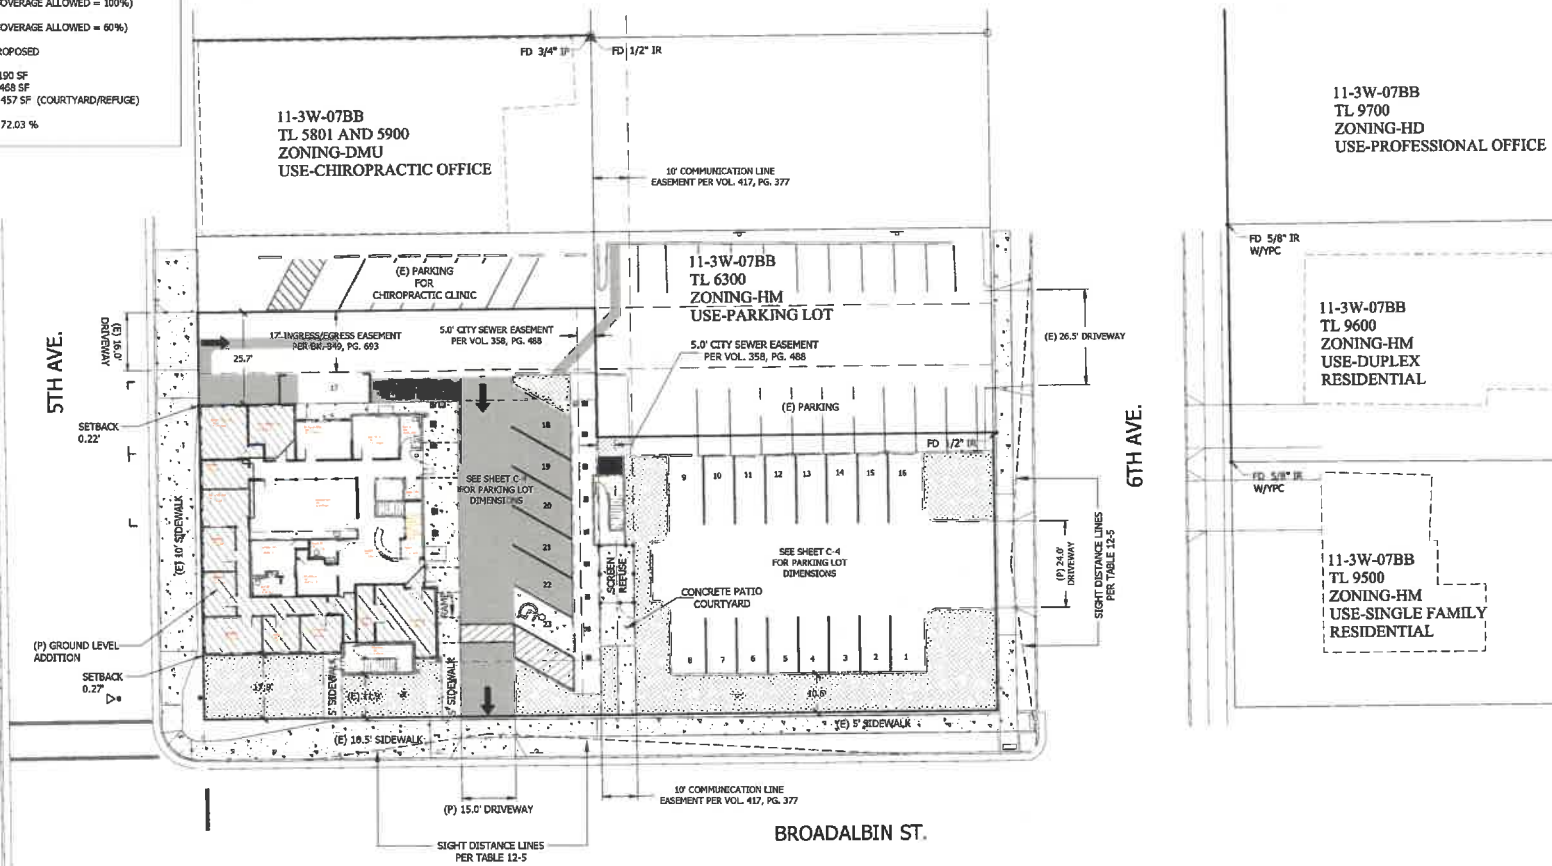 OVERAGE ALLOWED = 100%)
OVERAGE ALLOWED = 60%)
ROPOSED
190 SF
468 SF
457 SF (COURTYARD/REFUGE)
72.03 %
FD 3/4" IP
FD 1/2" IR
11-3W-07BB
TL 5801 AND 5900
ZONING-DMU
USE-CHIROPRACTIC OFFICE
10' COMMUNICATION LINE
EASEMENT PER VOL. 417, PG. 377
11-3W-07BB
TL 9700
ZONING-HD
USE-PROFESSIONAL OFFICE
FD 5/8" IR
W/YPC
(E) PARKING
FOR
CHIROPRACTIC CLINIC
11-3W-07BB
TL 6300
ZONING-HM
USE-PARKING LOT
11-3W-07BB
TL 9600
ZONING-HM
USE-DUPLEX
RESIDENTIAL
5TH AVE.
(E) 16.0'
DRIVEWAY
17' INGRESS/EGRESS EASEMENT
PER BK. 849, PG. 693
25.7'
5.0' CITY SEWER EASEMENT
PER VOL. 358, PG. 488
5.0' CITY SEWER EASEMENT
PER VOL. 358, PG. 488
(E) 26.5' DRIVEWAY
17
(E) PARKING
6TH AVE.
SETBACK
0.22'
FD 1/2" IR
FD 5/8" IR
W/YPC
18
19
20
21
22
23
SEE SHEET C-4
FOR PARKING LOT
DIMENSIONS
9
10
11
12
13
14
15
16
(E) 10' SIDEWALK
SEE SHEET C-4
FOR PARKING LOT
DIMENSIONS
(P) 24.0'
DRIVEWAY
SIGHT DISTANCE LINES
PER TABLE 12-5
SCREEN
REFUSE
CONCRETE PATIO
COURTYARD
11-3W-07BB
TL 9500
ZONING-HM
USE-SINGLE FAMILY
RESIDENTIAL
RAMP
(P) GROUND LEVEL
ADDITION
SETBACK
0.27'
8
7
6
5
4
3
2
1
5' SIDEWALK
5' SIDEWALK
10.5'
(E) 10.5' SIDEWALK
(E) 5' SIDEWALK
(P) 15.0' DRIVEWAY
10' COMMUNICATION LINE
EASEMENT PER VOL. 417, PG. 377
SIGHT DISTANCE LINES
PER TABLE 12-5
BROADALBIN ST.